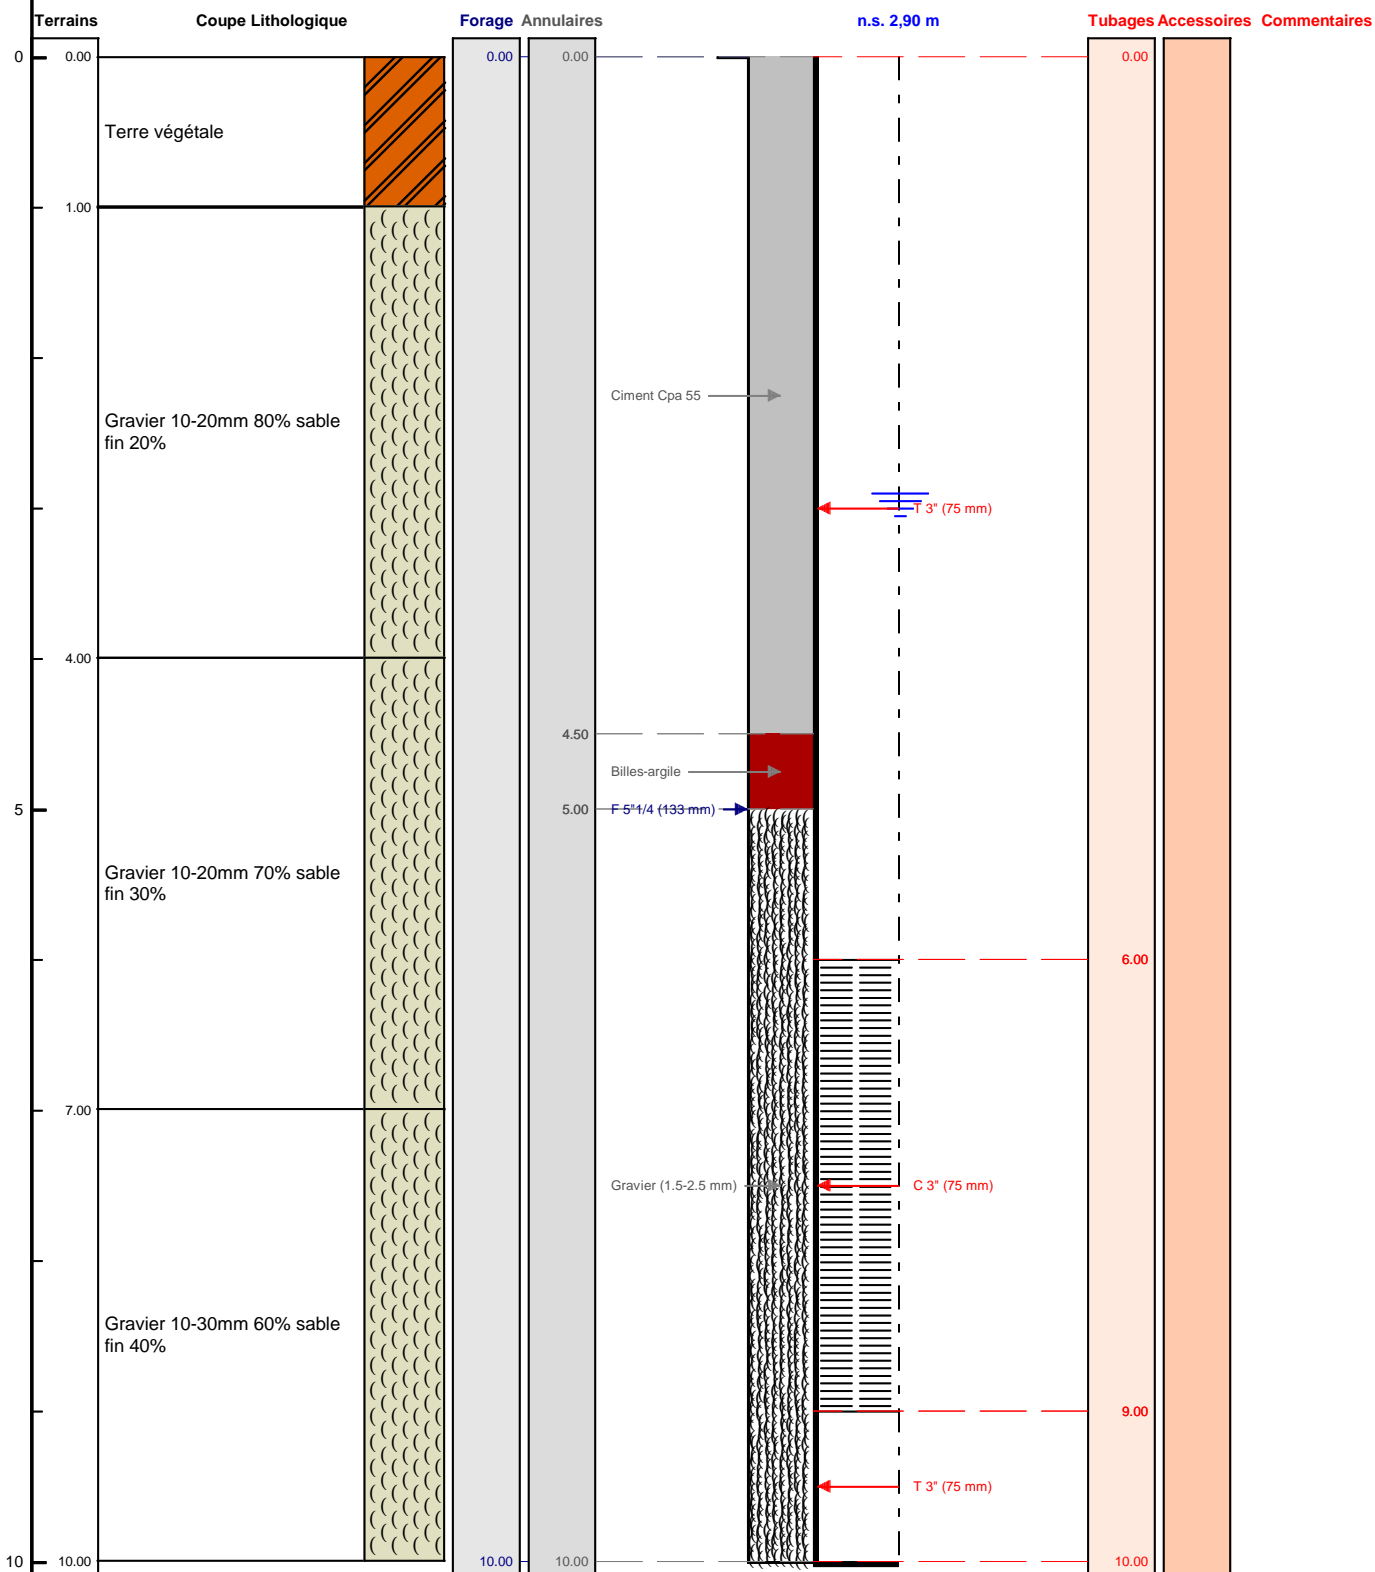 Terrains Coupe Lithologique Forage Annulaires n.s. 2,90 m Tubages Accessoires Commentaires
0 0.00 0.00 0.00 0.00
Terre végétale
1.00
Ciment Cpa 55
Gravier 10-20mm 80% sable
fin 20%
T 3" (75 mm)
4.00
4.50
Billes-argile
5 5.00 F 5"1/4 (133 mm)
Gravier 10-20mm 70% sable
fin 30%
6.00
7.00
Gravier (1.5-2.5 mm) C 3" (75 mm)
Gravier 10-30mm 60% sable
fin 40%
9.00
T 3" (75 mm)
10 10.00 10.00 10.00 10.00